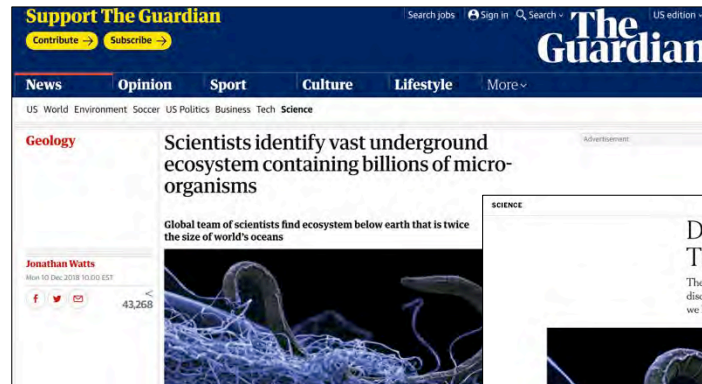 Support The Guardian
Search jobs Sign in Search
US edition
The
Guardian
Contribute → Subscribe →
News Opinion Sport Culture Lifestyle More
US World Environment Soccer US Politics Business Tech Science
Geology
Scientists identify vast underground
ecosystem containing billions of micro-
organisms
Advertisement
Global team of scientists find ecosystem below earth that is twice
the size of world's oceans
Jonathan Watts
Mon 10 Dec 2018 10.00 EST
43,268
SCIENCE
D
T
The
disc
we